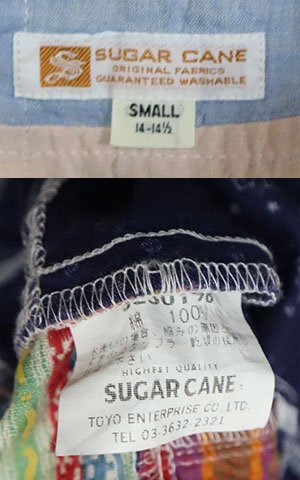 SUGAR CANE
ORIGINAL FABRICS
GUARANTEED WASHABLE
SMALL
14-14½
綿 100%
HIGHEST QUALITY
SUGAR CANE
TOYO ENTERPRISE CO., LTD.
TEL 03-3632-2321